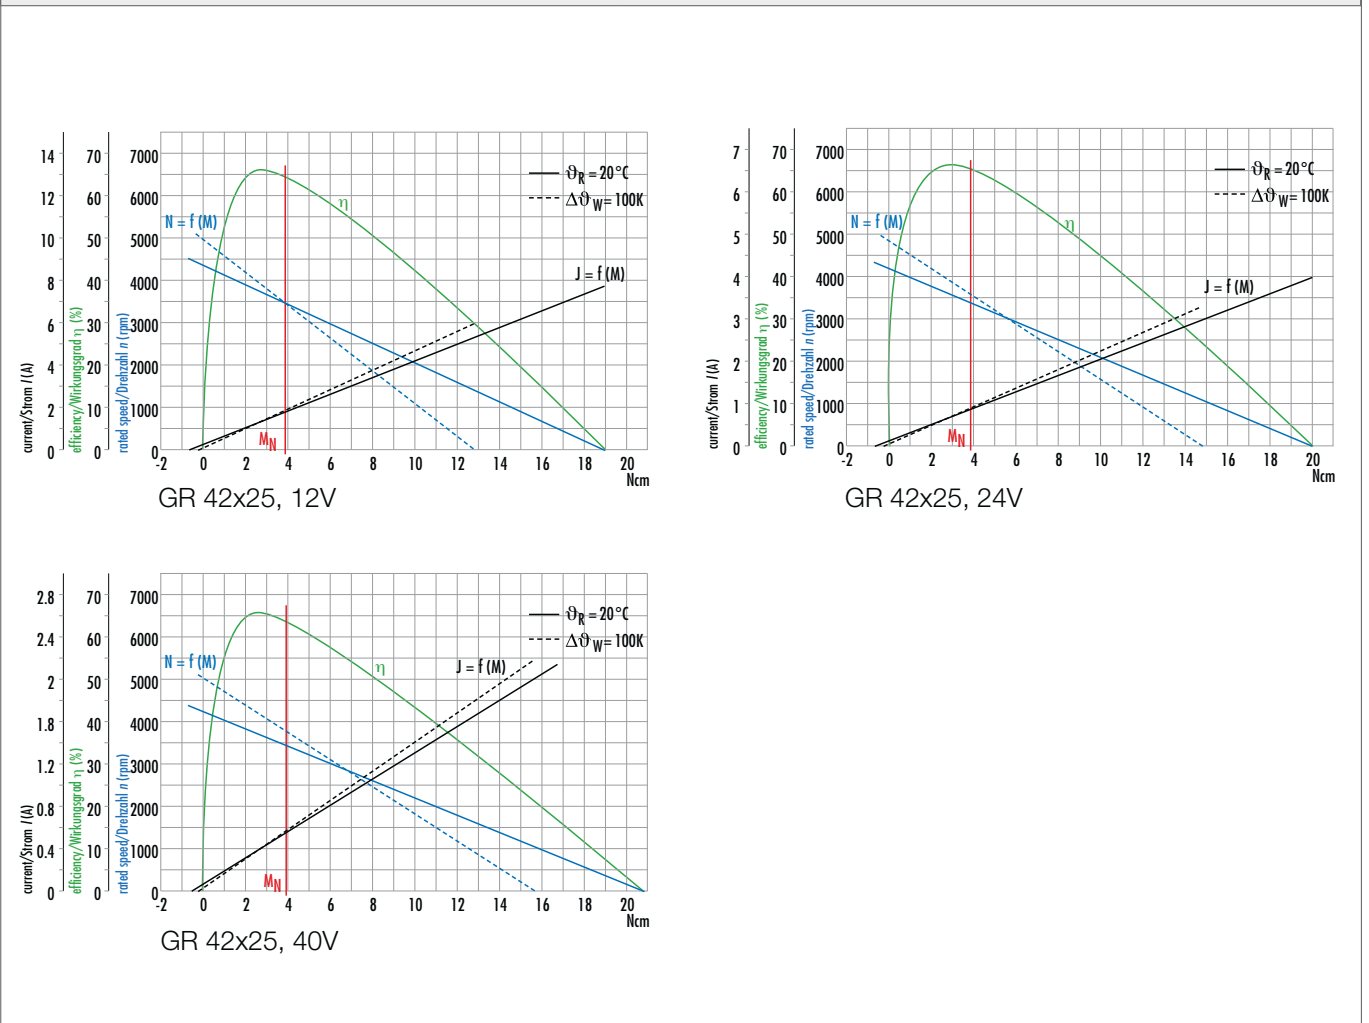 14 70 7000
12 60 6000
10 50 5000
8 40 4000
6 30 3000
4 20 2000
2 10 1000
0 0 0
current/Strom I (A)
efficiency/Wirkungsgrad η (%)
rated speed/Drehzahl n (rpm)
N = f (M)
η
ϑR = 20°C
Δϑ W= 100K
J = f (M)
MN
-2 0 2 4 6 8 10 12 14 16 18 20
Ncm
GR 42x25, 12V
7 70 7000
6 60 6000
5 50 5000
4 40 4000
3 30 3000
2 20 2000
1 10 1000
0 0 0
current/Strom I (A)
efficiency/Wirkungsgrad η (%)
rated speed/Drehzahl n (rpm)
N = f (M)
η
ϑR = 20°C
Δϑ W= 100K
J = f (M)
MN
-2 0 2 4 6 8 10 12 14 16 18 20
Ncm
GR 42x25, 24V
2.8 70 7000
2.4 60 6000
2 50 5000
1.8 40 4000
1.2 30 3000
0.8 20 2000
0.4 10 1000
0 0 0
current/Strom I (A)
efficiency/Wirkungsgrad η (%)
rated speed/Drehzahl n (rpm)
N = f (M)
η
ϑR = 20°C
Δϑ W= 100K
J = f (M)
MN
-2 0 2 4 6 8 10 12 14 16 18 20
Ncm
GR 42x25, 40V